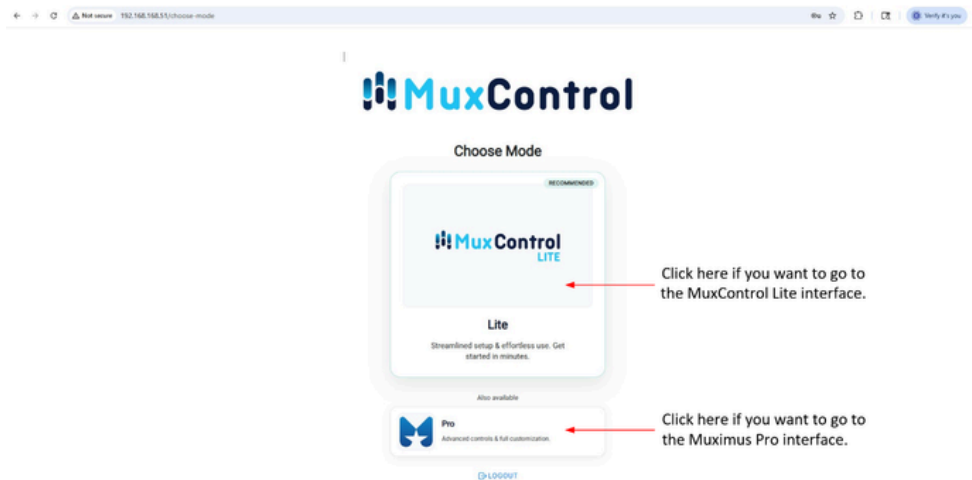 Not secure 192.168.168.51/choose-mode
Verify it's you
MuxControl
Choose Mode
RECOMMENDED
MuxControl
LITE
Click here if you want to go to
the MuxControl Lite interface.
Lite
Streamlined setup & effortless use. Get
started in minutes.
Also available
Pro
Advanced controls & full customization.
Click here if you want to go to
the Muximus Pro interface.
LOGOUT